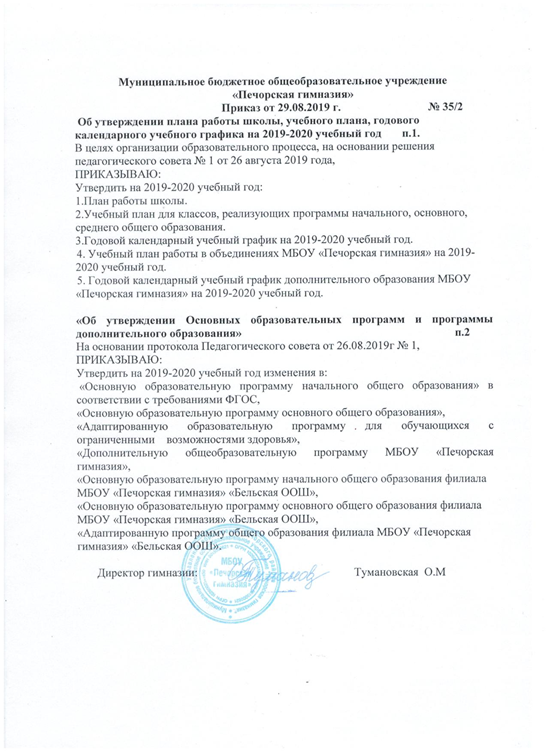 Муниципальное бюджетное общеобразовательное учреждение
«Печорская гимназия»
Приказ от 29.08.2019 г. № 35/2
Об утверждении плана работы школы, учебного плана, годового
календарного учебного графика на 2019-2020 учебный год п.1.
В целях организации образовательного процесса, на основании решения
педагогического совета № 1 от 26 августа 2019 года,
ПРИКАЗЫВАЮ:
Утвердить на 2019-2020 учебный год:
1.План работы школы.
2.Учебный план для классов, реализующих программы начального, основного,
среднего общего образования.
3.Годовой календарный учебный график на 2019-2020 учебный год.
4. Учебный план работы в объединениях МБОУ «Печорская гимназия» на 2019-
2020 учебный год.
5. Годовой календарный учебный график дополнительного образования МБОУ
«Печорская гимназия» на 2019-2020 учебный год.
«Об утверждении Основных образовательных программ и программы
дополнительного образования» п.2
На основании протокола Педагогического совета от 26.08.2019г № 1,
ПРИКАЗЫВАЮ:
Утвердить на 2019-2020 учебный год изменения в:
«Основную образовательную программу начального общего образования» в
соответствии с требованиями ФГОС,
«Основную образовательную программу основного общего образования»,
«Адаптированную образовательную программу для обучающихся с
ограниченными возможностями здоровья»,
«Дополнительную общеобразовательную программу МБОУ «Печорская
гимназия»,
«Основную образовательную программу начального общего образования филиала
МБОУ «Печорская гимназия» «Бельская ООШ»,
«Основную образовательную программу основного общего образования филиала
МБОУ «Печорская гимназия» «Бельская ООШ»,
«Адаптированную программу общего образования филиала МБОУ «Печорская
гимназия» «Бельская ООШ».
Директор гимназии: Тумановская О.М
МБОУ
«Печорская
Гимназия»